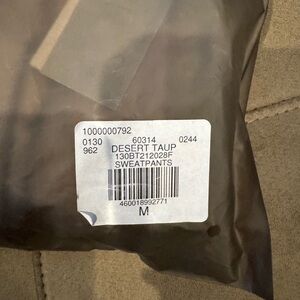 1000000792
0130 60314 0244
962 DESERT TAUP
130BT212028F
SWEATPANTS
460018992771
M